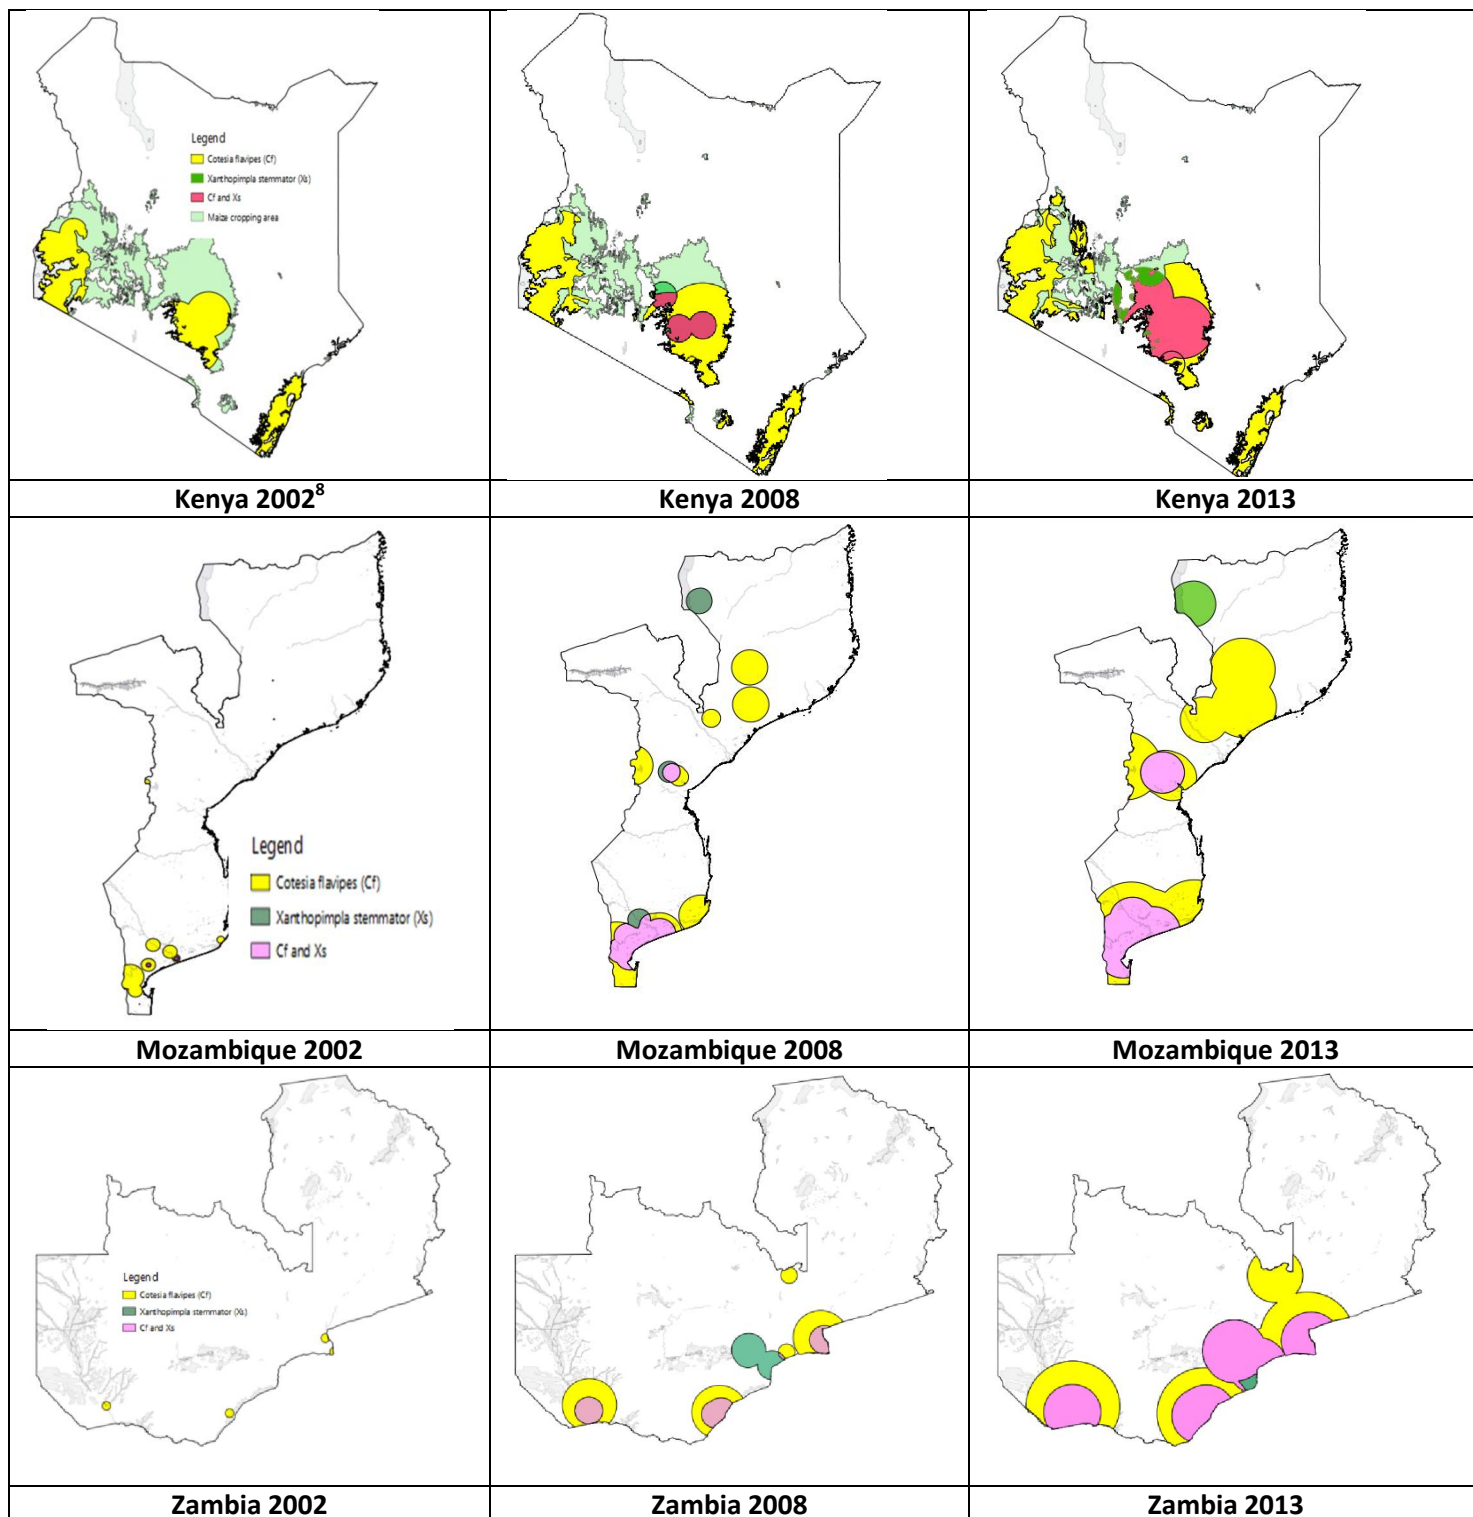 Legend
Cotesia flavipes (Cf)
Xanthopimpla stemmator (Xs)
Cf and Xs
Maize cropping area
Kenya 2002⁸
Kenya 2008
Kenya 2013
Legend
Cotesia flavipes (Cf)
Xanthopimpla stemmator (Xs)
Cf and Xs
Mozambique 2002
Mozambique 2008
Mozambique 2013
Legend
Cotesia flavipes (Cf)
Xanthopimpla stemmator (Xs)
Cf and Xs
Zambia 2002
Zambia 2008
Zambia 2013